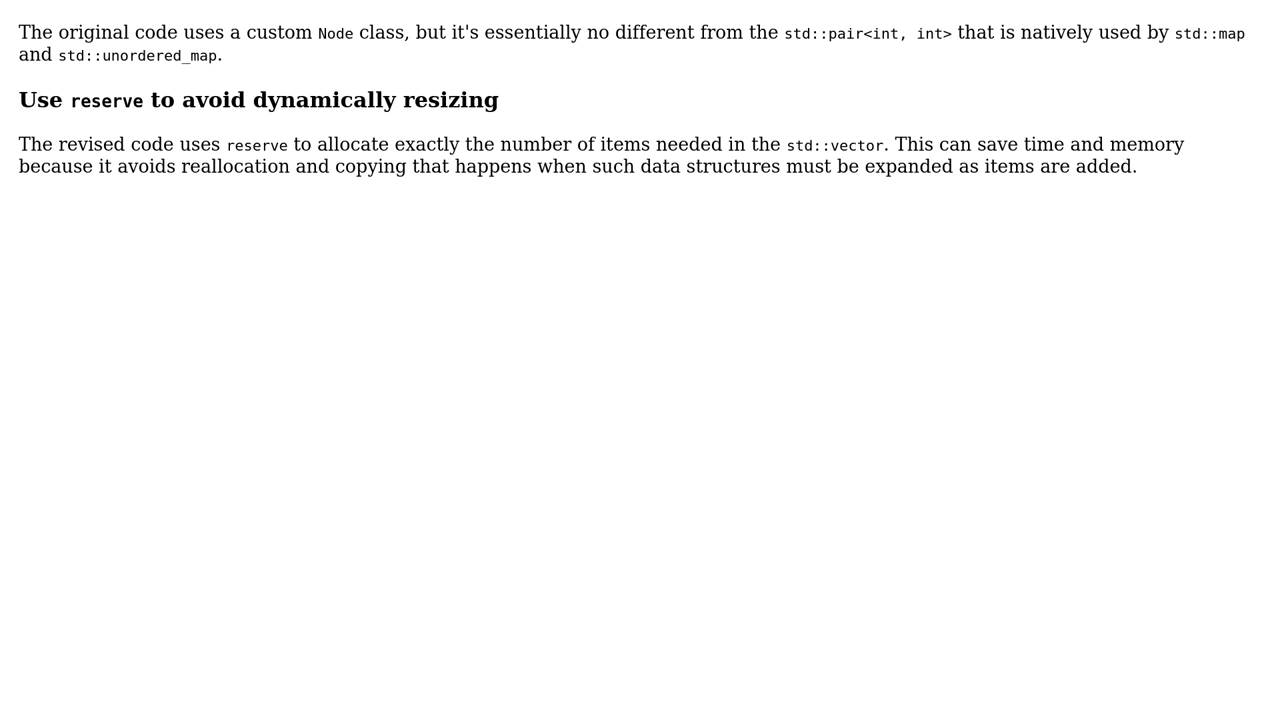 The original code uses a custom Node class, but it's essentially no different from the std::pair<int, int> that is natively used by std::map
and std::unordered_map.
Use reserve to avoid dynamically resizing
The revised code uses reserve to allocate exactly the number of items needed in the std::vector. This can save time and memory
because it avoids reallocation and copying that happens when such data structures must be expanded as items are added.